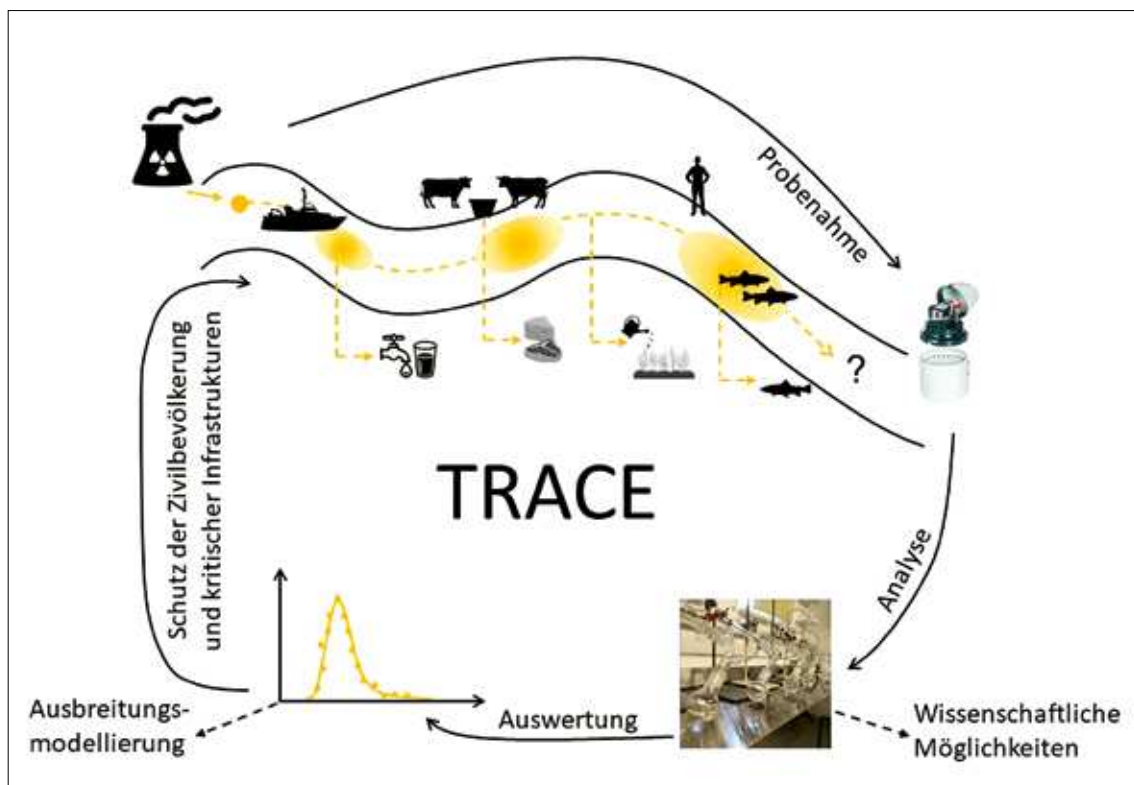 Probenahme
?
TRACE
Schutz der Zivilbevölkerung
und kritischer Infrastrukturen
Analyse
Auswertung
Ausbreitungs-
modellierung
Wissenschaftliche
Möglichkeiten